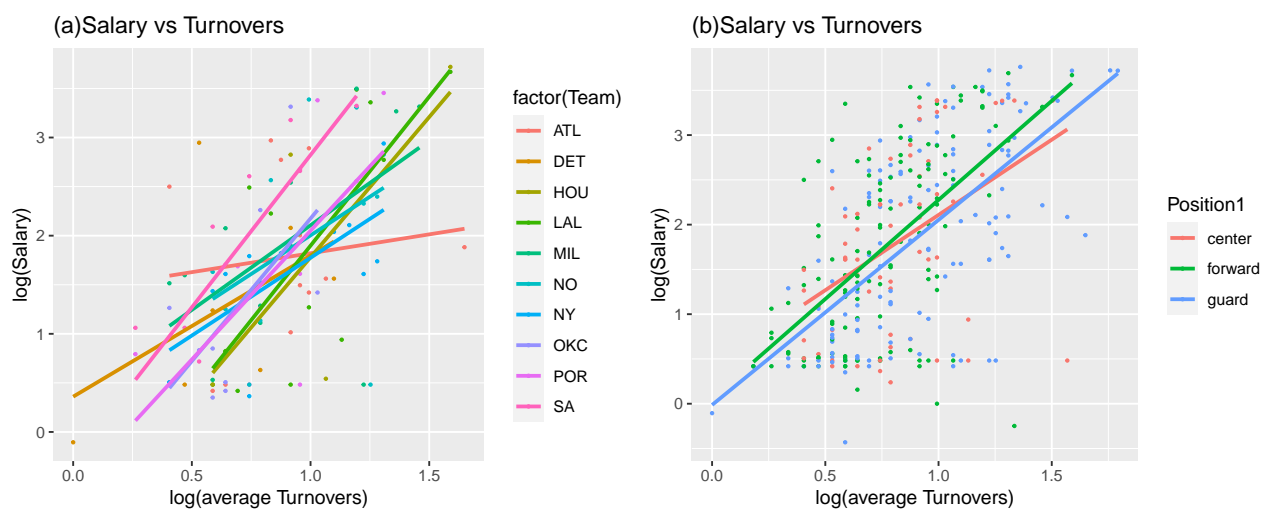 (a)Salary vs Turnovers
log(Salary)
3
2
1
0
0.0 0.5 1.0 1.5
log(average Turnovers)
factor(Team)
ATL
DET
HOU
LAL
MIL
NO
NY
OKC
POR
SA
(b)Salary vs Turnovers
log(Salary)
3
2
1
0
0.0 0.5 1.0 1.5
log(average Turnovers)
Position1
center
forward
guard